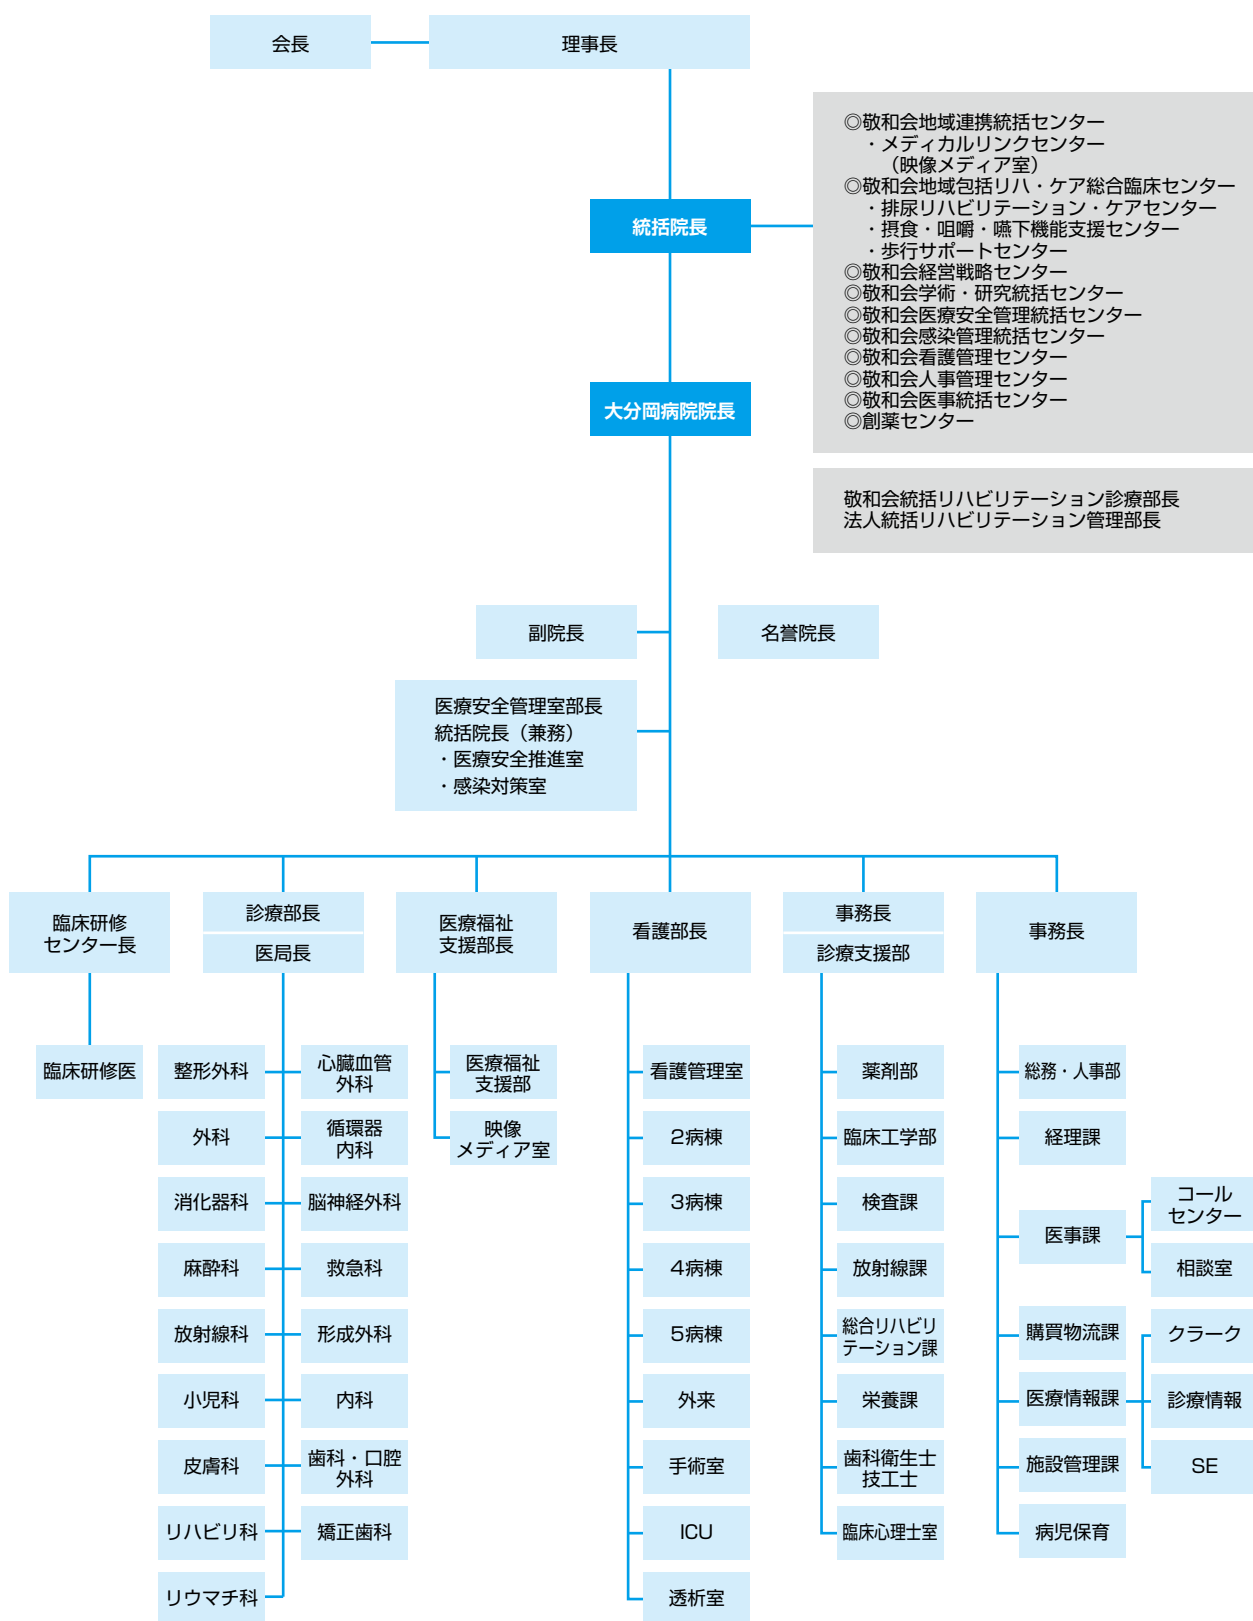 会長
理事長
◎敬和会地域連携統括センター
・メディカルリンクセンター
（映像メディア室）
◎敬和会地域包括リハ・ケア総合臨床センター
・排尿リハビリテーション・ケアセンター
・摂食・咀嚼・嚥下機能支援センター
・歩行サポートセンター
◎敬和会経営戦略センター
◎敬和会学術・研究統括センター
◎敬和会医療安全管理統括センター
◎敬和会感染管理統括センター
◎敬和会看護管理センター
◎敬和会人事管理センター
◎敬和会医事統括センター
◎創薬センター
統括院長
大分岡病院院長
敬和会統括リハビリテーション診療部長
法人統括リハビリテーション管理部長
副院長
名誉院長
医療安全管理室部長
統括院長（兼務）
・医療安全推進室
・感染対策室
臨床研修
センター長
診療部長
医局長
医療福祉
支援部長
看護部長
事務長
診療支援部
事務長
臨床研修医
整形外科
心臓血管
外科
外科
循環器
内科
消化器科
脳神経外科
麻酔科
救急科
放射線科
形成外科
小児科
内科
皮膚科
歯科・口腔
外科
リハビリ科
矯正歯科
リウマチ科
医療福祉
支援部
映像
メディア室
看護管理室
2病棟
3病棟
4病棟
5病棟
外来
手術室
ICU
透析室
薬剤部
臨床工学部
検査課
放射線課
総合リハビリ
テーション課
栄養課
歯科衛生士
技工士
臨床心理士室
総務・人事部
経理課
医事課
コール
センター
相談室
購買物流課
医療情報課
クラーク
診療情報
SE
施設管理課
病児保育